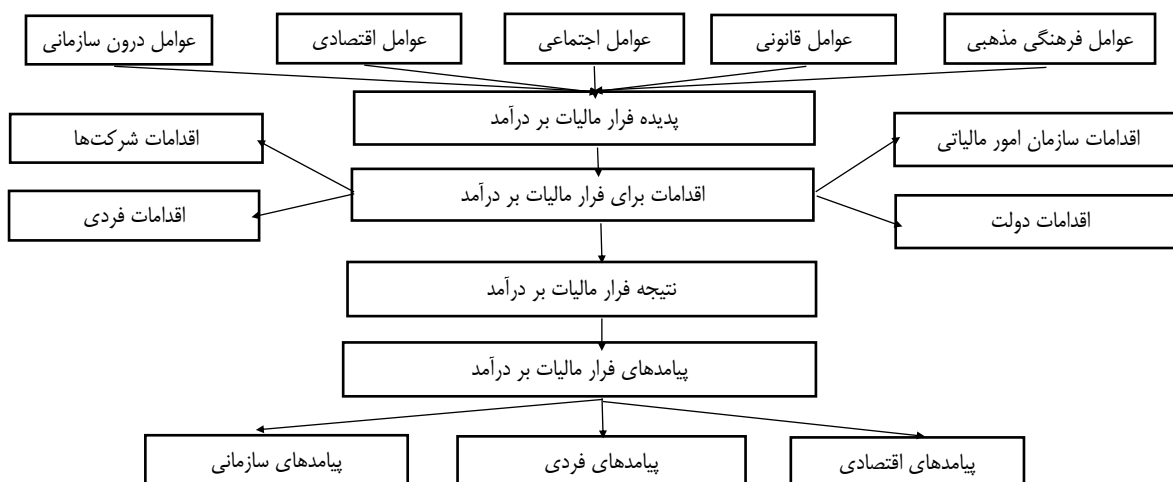 عوامل فرهنگی مذهبی
عوامل قانونی
عوامل اجتماعی
عوامل اقتصادی
عوامل درون سازمانی
پدیده فرار مالیات بر درآمد
اقدامات سازمان امور مالیاتی
اقدامات شرکت‌ها
اقدامات برای فرار مالیات بر درآمد
اقدامات دولت
اقدامات فردی
نتیجه فرار مالیات بر درآمد
پیامدهای فرار مالیات بر درآمد
پیامدهای اقتصادی
پیامدهای فردی
پیامدهای سازمانی